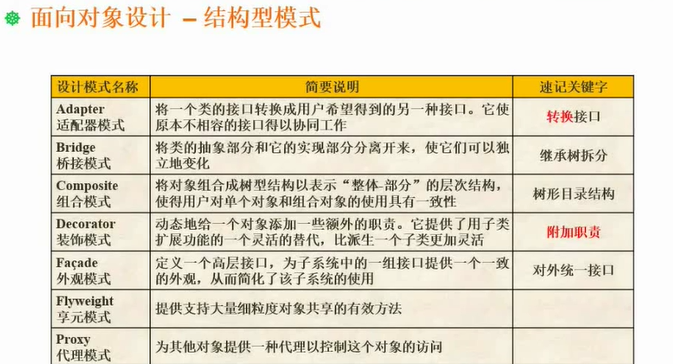 面向对象设计 – 结构型模式
设计模式名称 简要说明 速记关键字
Adapter
适配器模式
将一个类的接口转换成用户希望得到的另一种接口。它使
原本不相容的接口得以协同工作
转换接口
Bridge
桥接模式
将类的抽象部分和它的实现部分分离开来，使它们可以独
立地变化
继承树拆分
Composite
组合模式
将对象组合成树型结构以表示“整体-部分”的层次结构，
使得用户对单个对象和组合对象的使用具有一致性
树形目录结构
Decorator
装饰模式
动态地给一个对象添加一些额外的职责。它提供了用子类
扩展功能的一个灵活的替代，比派生一个子类更加灵活
附加职责
Façade
外观模式
定义一个高层接口，为子系统中的一组接口提供一个一致
的外观，从而简化了该子系统的使用
对外统一接口
Flyweight
享元模式
提供支持大量细粒度对象共享的有效方法
Proxy
代理模式
为其他对象提供一种代理以控制这个对象的访问